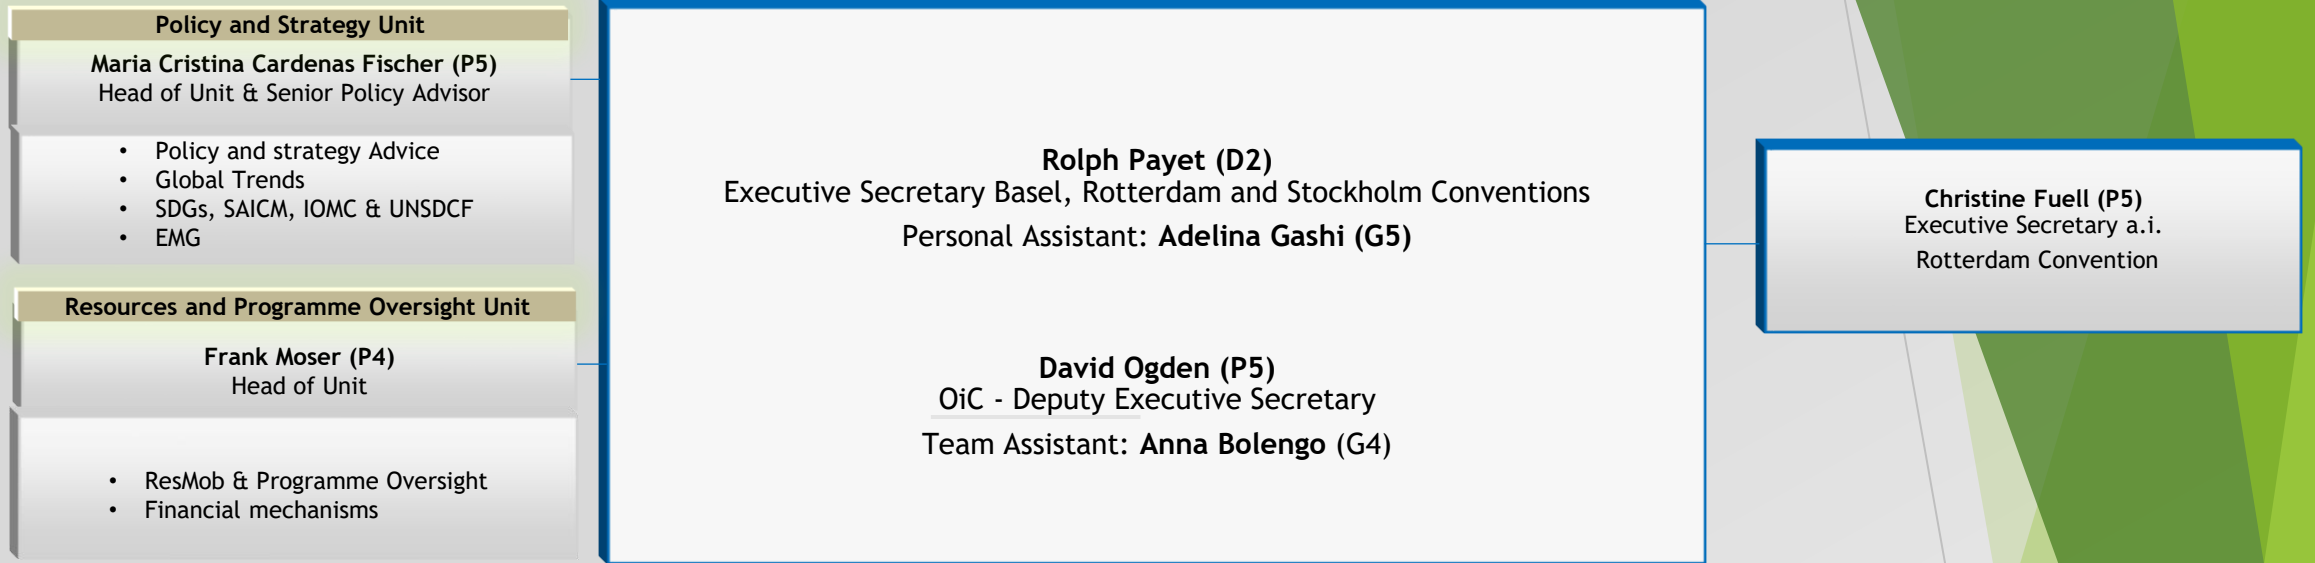 Policy and Strategy Unit
Maria Cristina Cardenas Fischer (P5)
Head of Unit & Senior Policy Advisor
• Policy and strategy Advice
• Global Trends
• SDGs, SAICM, IOMC & UNSDCF
• EMG
Resources and Programme Oversight Unit
Frank Moser (P4)
Head of Unit
• ResMob & Programme Oversight
• Financial mechanisms
Rolph Payet (D2)
Executive Secretary Basel, Rotterdam and Stockholm Conventions
Personal Assistant: Adelina Gashi (G5)
David Ogden (P5)
OiC - Deputy Executive Secretary
Team Assistant: Anna Bolengo (G4)
Christine Fuell (P5)
Executive Secretary a.i.
Rotterdam Convention